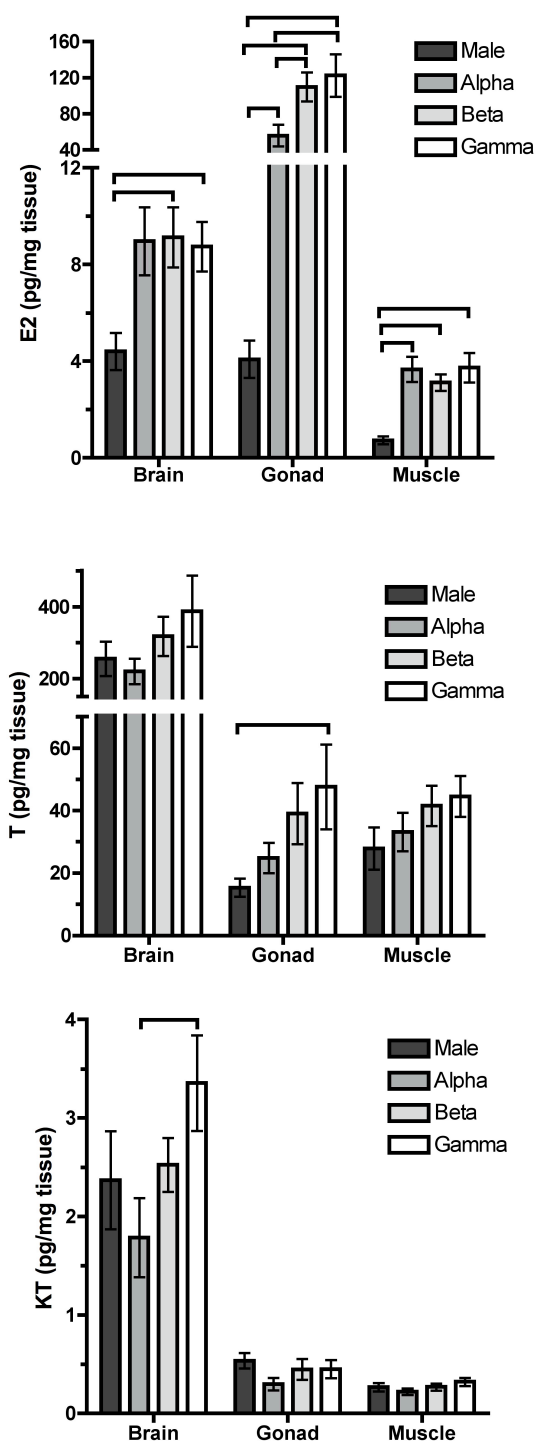 160
Male
120
Alpha
80
Beta
40
Gamma
12
8
4
0
E2 (pg/mg tissue)
Brain
Gonad
Muscle
400
Male
Alpha
200
Beta
Gamma
60
40
20
0
T (pg/mg tissue)
Brain
Gonad
Muscle
4
Male
Alpha
3
Beta
Gamma
2
1
0
KT (pg/mg tissue)
Brain
Gonad
Muscle